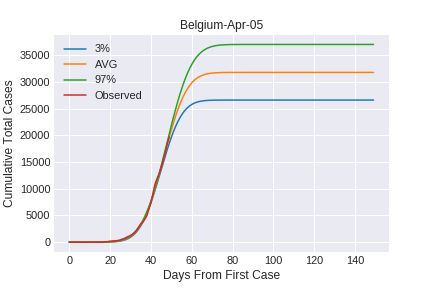 Belgium-Apr-05
3%
AVG
97%
Observed
Cumulative Total Cases
35000
30000
25000
20000
15000
10000
5000
0
0 20 40 60 80 100 120 140
Days From First Case